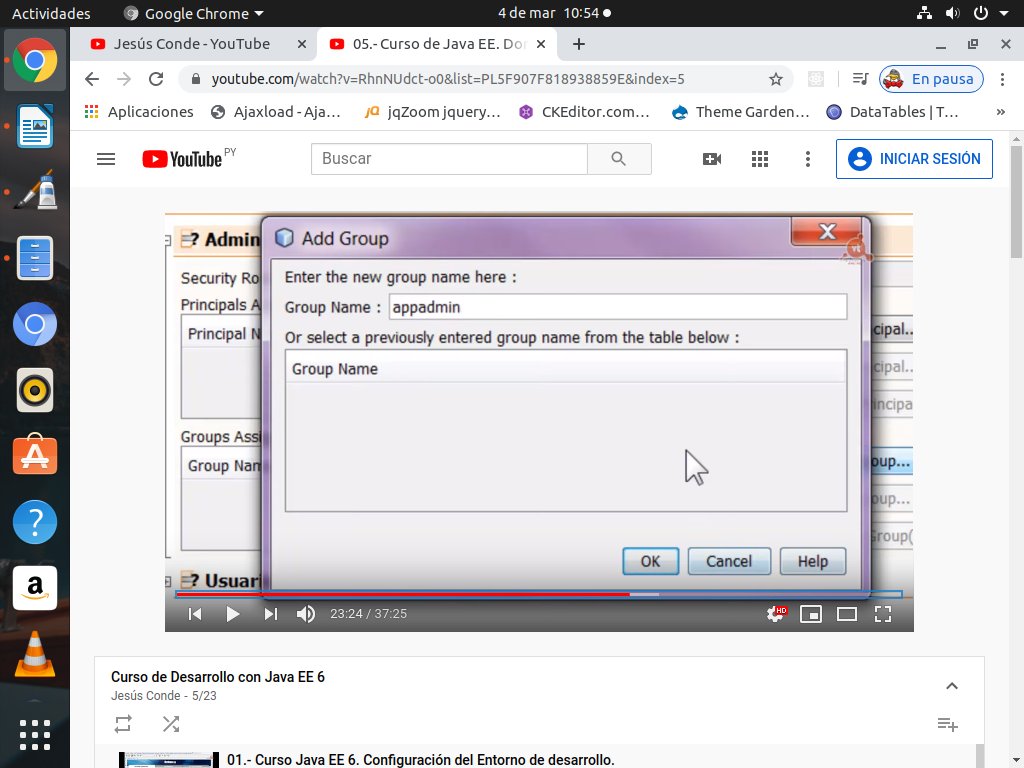 Actividades
Google Chrome
4 de mar 10:54
Jesús Conde - YouTube
05.- Curso de Java EE. Dor
youtube.com/watch?v=RhnNUdct-o0&list=PL5F907F818938859E&index=5
En pausa
Aplicaciones
Ajaxload - Aja…
jQ
jqZoom jquery…
CKEditor.com…
Theme Garden…
DataTables | T…
»
YouTube PY
Buscar
INICIAR SESIÓN
? Admin
Add Group
X
vt
Security Ro
Enter the new group name here :
Principals A
Group Name : appadmin
Principal N
Or select a previously entered group name from the table below :
cipal..
Group Name
cipal...
incipa
Groups Assi
Group Nam
oup...
oup...
Group(
OK
Cancel
Help
? Usuari
23:24 / 37:25
HD
Curso de Desarrollo con Java EE 6
Jesús Conde - 5/23
01.- Curso Java EE 6. Configuración del Entorno de desarrollo.
A
?
a